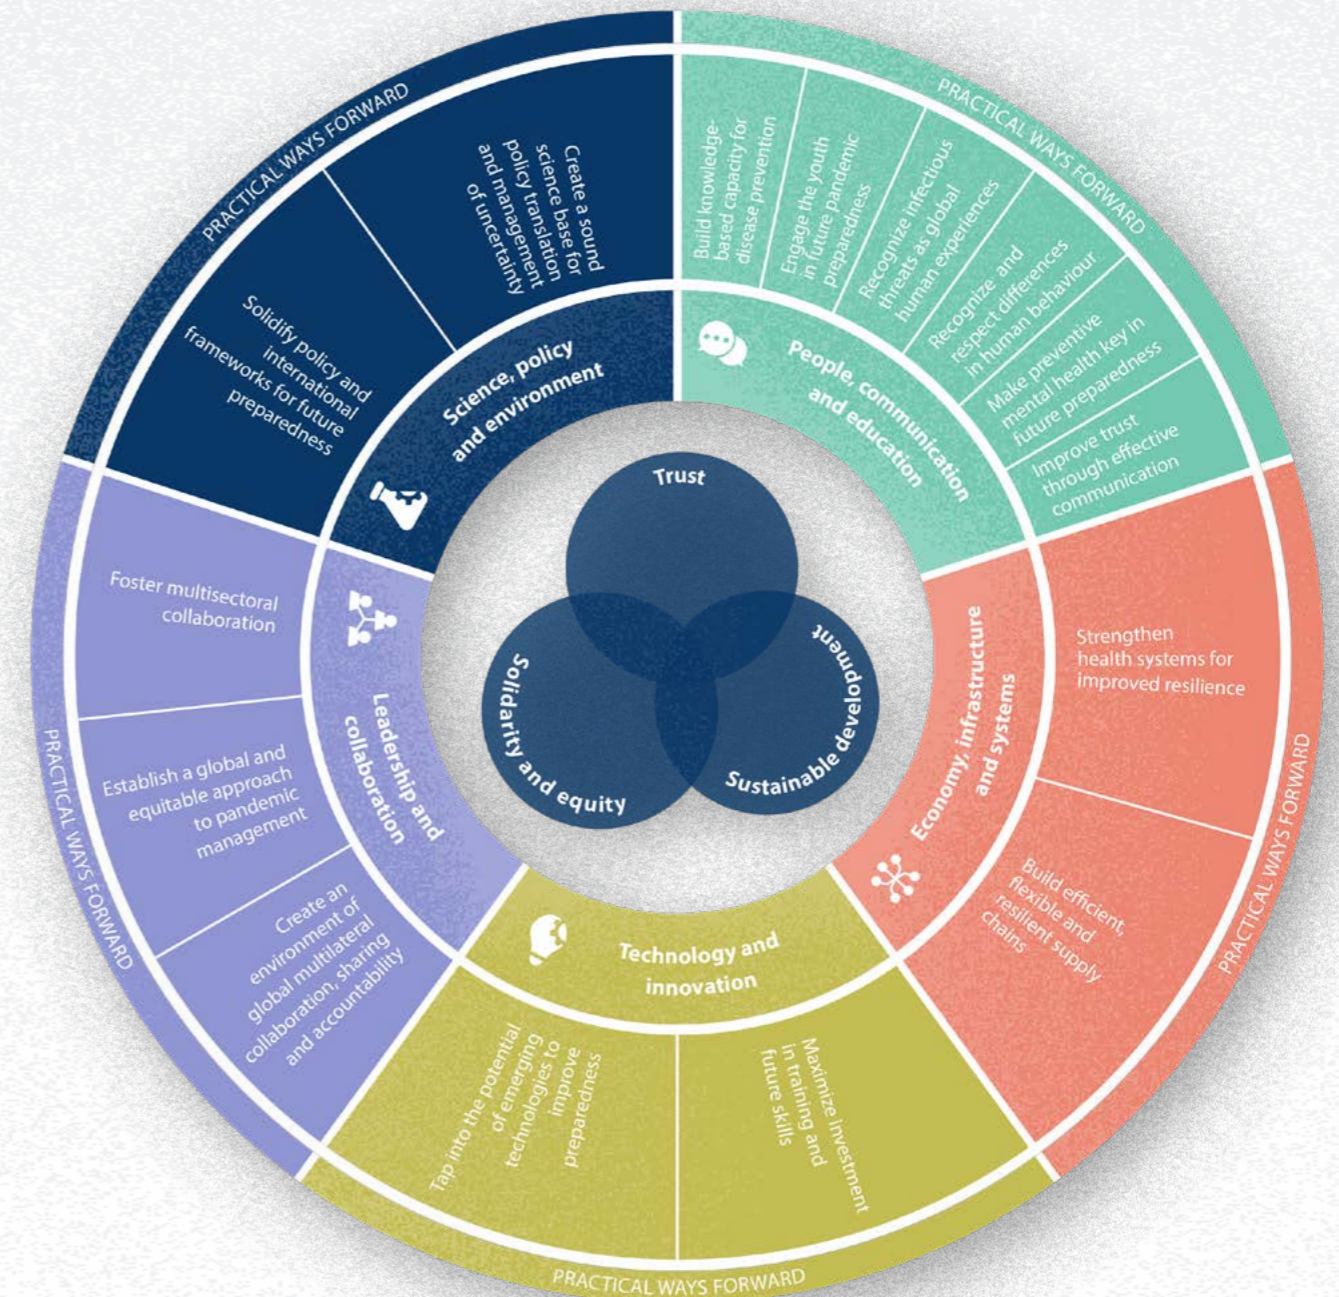 PRACTICAL WAYS FORWARD
Build knowledge-
based capacity for
disease prevention
Engage the youth
in future pandemic
preparedness
Recognize infectious
threats as global
human experiences
Recognize and
respect differences
in human behaviour
Make preventive
mental health key in
future preparedness
Improve trust
through effective
communication
People, communication
and education
PRACTICAL WAYS FORWARD
Strengthen
health systems for
improved resilience
Build efficient,
flexible and
resilient supply
chains
Economy, infrastructure
and systems
PRACTICAL WAYS FORWARD
Maximize investment
in training and
future skills
Tap into the potential
of emerging
technologies to
improve
preparedness
Technology and
innovation
PRACTICAL WAYS FORWARD
Foster multisectoral
collaboration
Establish a global and
equitable approach
to pandemic
management
Create an
environment of
global multilateral
collaboration, sharing
and accountability
Leadership and
collaboration
PRACTICAL WAYS FORWARD
Solidify policy and
international
frameworks for future
preparedness
Create a sound
science base for
policy translation
and management
of uncertainty
Science, policy
and environment
Trust
Solidarity and equity
Sustainable development